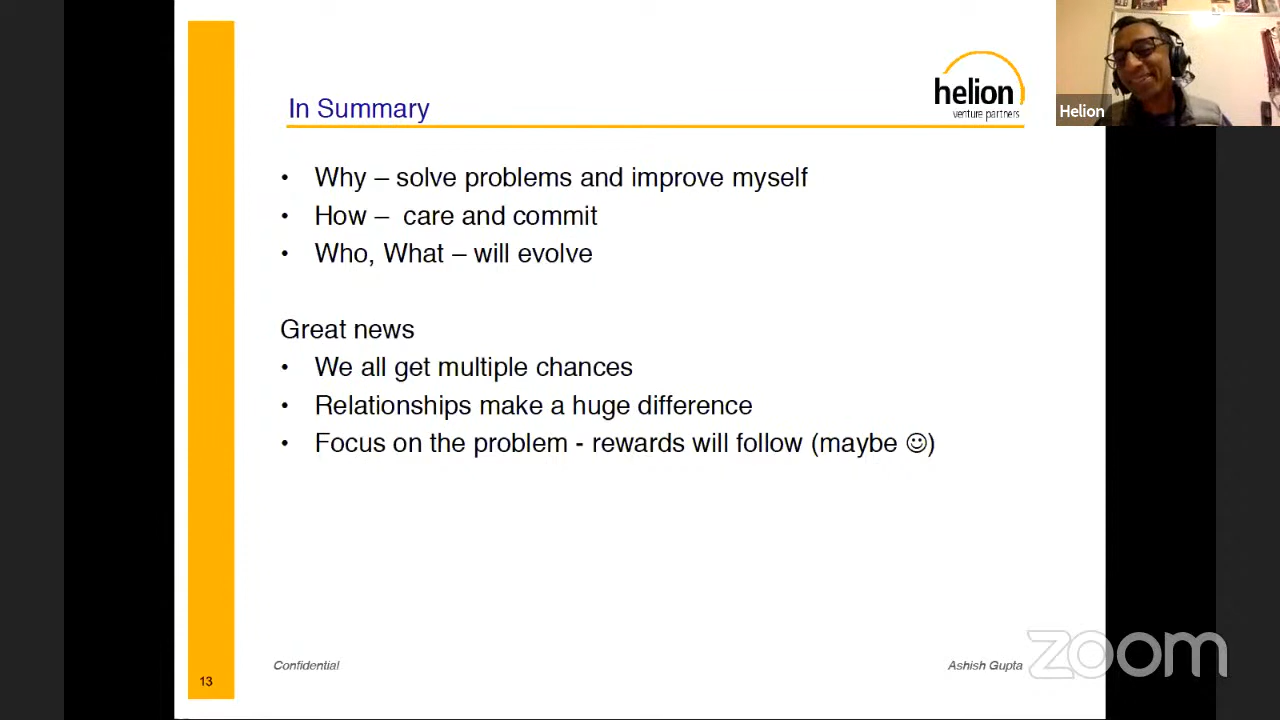 helion
venture partners
Helion
In Summary
• Why – solve problems and improve myself
• How – care and commit
• Who, What – will evolve
Great news
• We all get multiple chances
• Relationships make a huge difference
• Focus on the problem - rewards will follow (maybe ☺)
Confidential
Ashish Gupta
zoom
13